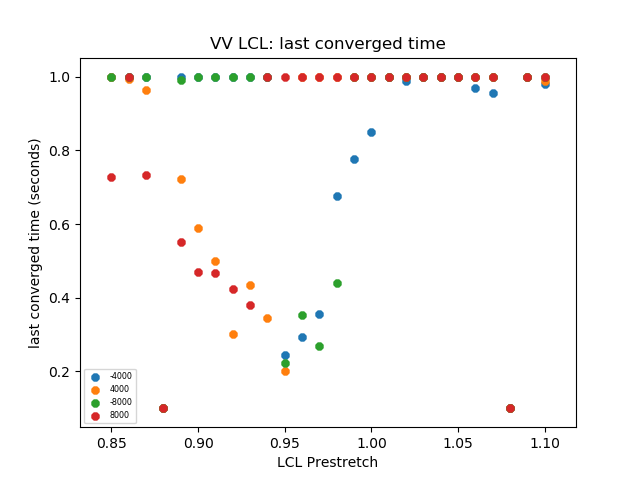 VV LCL: last converged time
last converged time (seconds)
1.0
0.8
0.6
0.4
0.2
-4000
4000
-8000
8000
0.85 0.90 0.95 1.00 1.05 1.10
LCL Prestretch